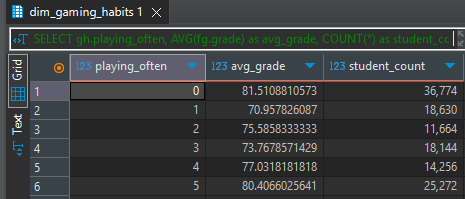 dim_gaming_habits 1
SELECT gh.playing_often, AVG(fg.grade) as avg_grade, COUNT(*) as student_cc
Grid
Text
123 playing_often 123 avg_grade 123 student_count
1 0 81.5108810573 36,774
2 1 70.957826087 18,630
3 2 75.5858333333 11,664
4 3 73.7678571429 18,144
5 4 77.0318181818 14,256
6 5 80.4066025641 25,272